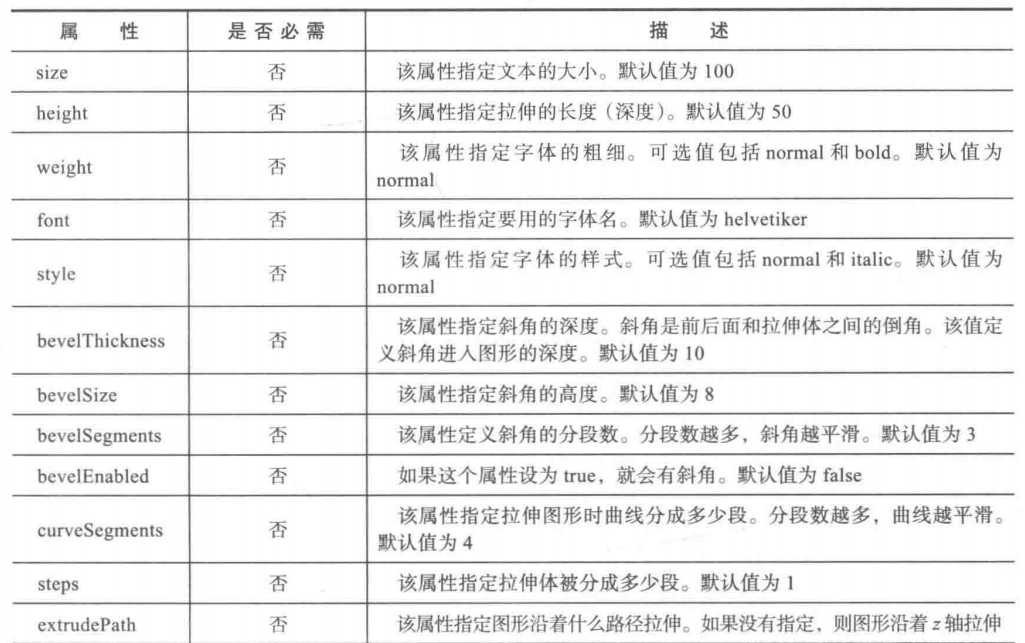 属 性 是否必需 描 述
size 否 该属性指定文本的大小。默认值为 100
height 否 该属性指定拉伸的长度（深度）。默认值为 50
该属性指定字体的粗细。可选值包括 normal 和 bold。默认值为
weight 否
normal
font 否 该属性指定要用的字体名。默认值为 helvetiker
该属性指定字体的样式。可选值包括 normal 和 italic。默认值为
style 否
normal
该属性指定斜角的深度。斜角是前后面和拉伸体之间的倒角。该值定
bevelThickness 否
义斜角进入图形的深度。默认值为 10
bevelSize 否 该属性指定斜角的高度。默认值为 8
bevelSegments 否 该属性定义斜角的分段数。分段数越多，斜角越平滑。默认值为 3
bevelEnabled 否 如果这个属性设为 true，就会有斜角。默认值为 false
该属性指定拉伸图形时曲线分成多少段。分段数越多，曲线越平滑。
curveSegments 否
默认值为 4
steps 否 该属性指定拉伸体被分成多少段。默认值为 1
extrudePath 否 该属性指定图形沿着什么路径拉伸。如果没有指定，则图形沿着 z 轴拉伸